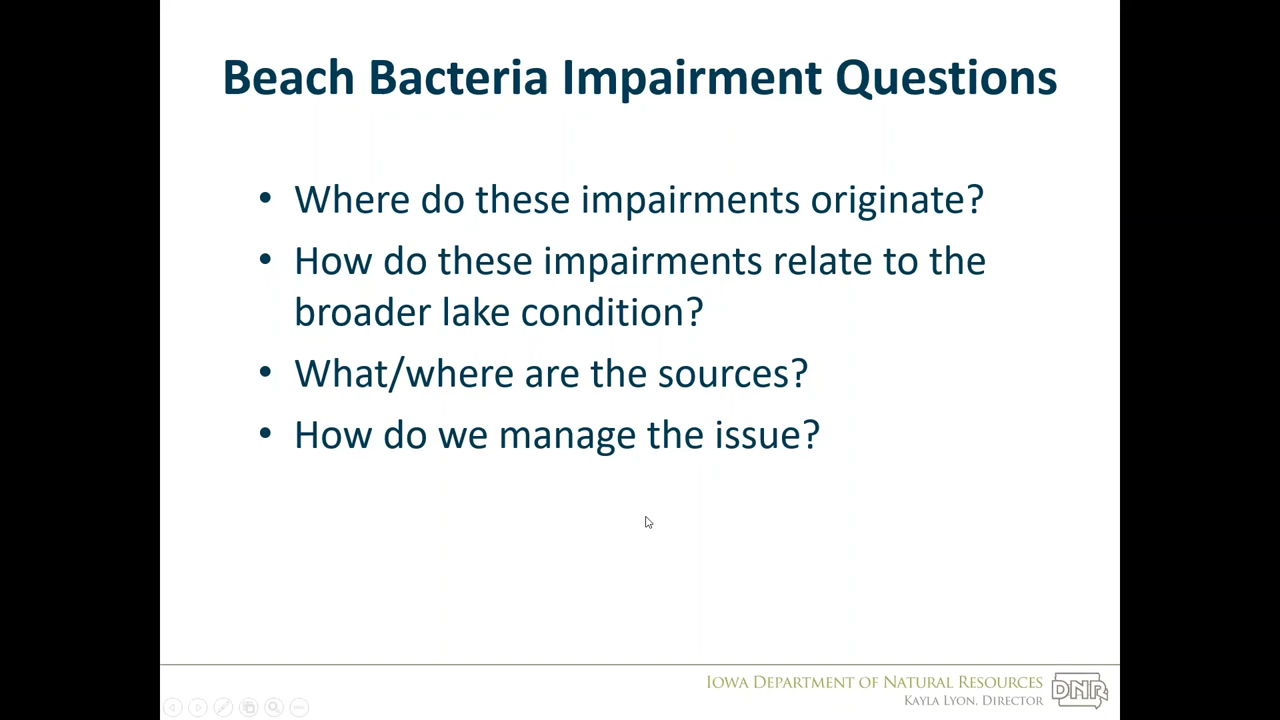 Beach Bacteria Impairment Questions
• Where do these impairments originate?
• How do these impairments relate to the
broader lake condition?
• What/where are the sources?
• How do we manage the issue?
IOWA DEPARTMENT OF NATURAL RESOURCES
KAYLA LYON, DIRECTOR
DNR